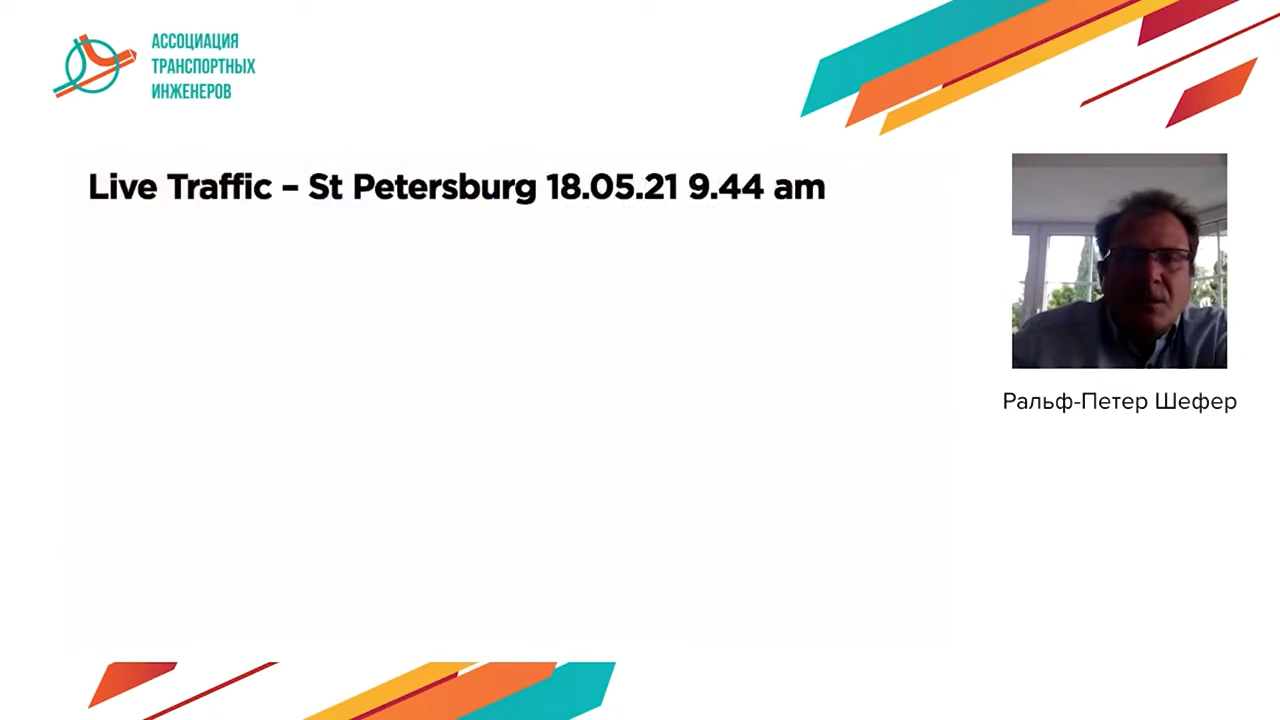 АССОЦИАЦИЯ
ТРАНСПОРТНЫХ
ИНЖЕНЕРОВ
Live Traffic – St Petersburg 18.05.21 9.44 am
Ральф-Петер Шефер